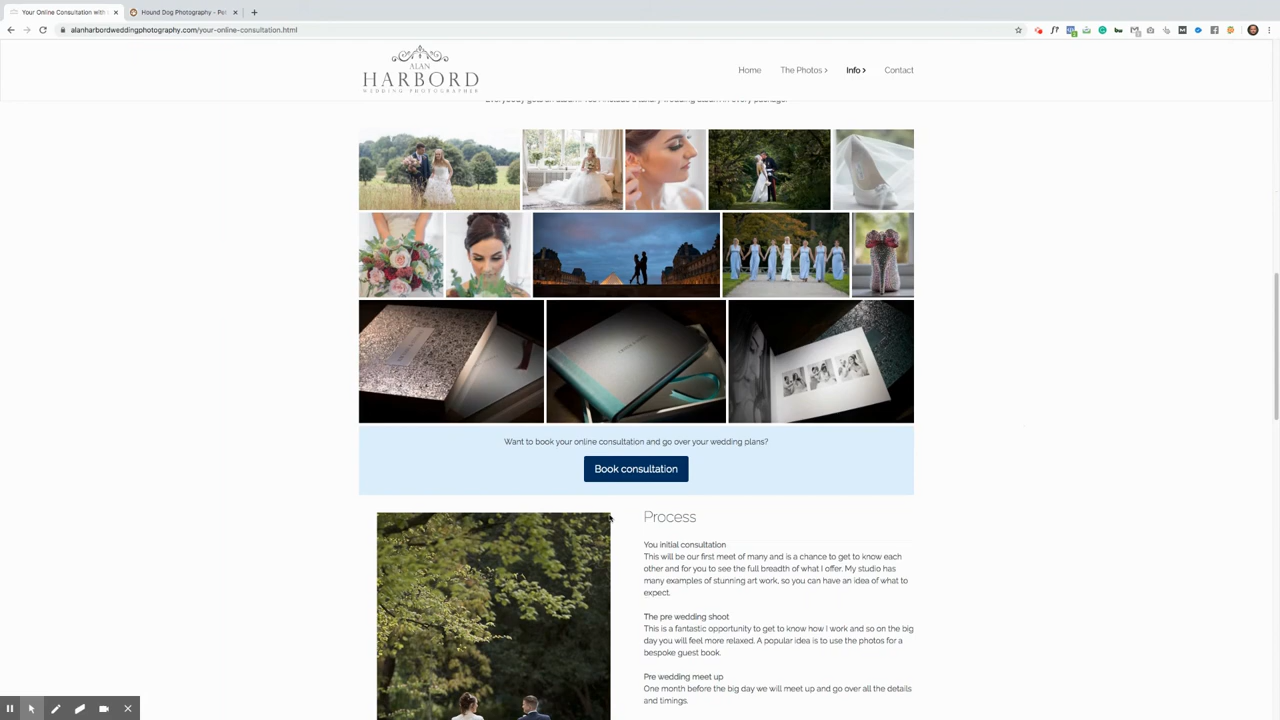 Your Online Consultation with
Hound Dog Photography - Po
alanharbordweddingphotography.com/your-online-consultation.html
ALAN
HARBORD
WEDDING PHOTOGRAPHER
Home
The Photos >
Info >
Contact
Want to book your online consultation and go over your wedding plans?
Book consultation
Process
You initial consultation
This will be our first meet of many and is a chance to get to know each
other and for you to see the full breadth of what I offer. My studio has
many examples of stunning art work, so you can have an idea of what to
expect.
The pre wedding shoot
This is a fantastic opportunity to get to know how I work and so on the big
day you will feel more relaxed. A popular idea is to use the photos for a
bespoke guest book.
Pre wedding meet up
One month before the big day we will meet up and go over all the details
and timings.